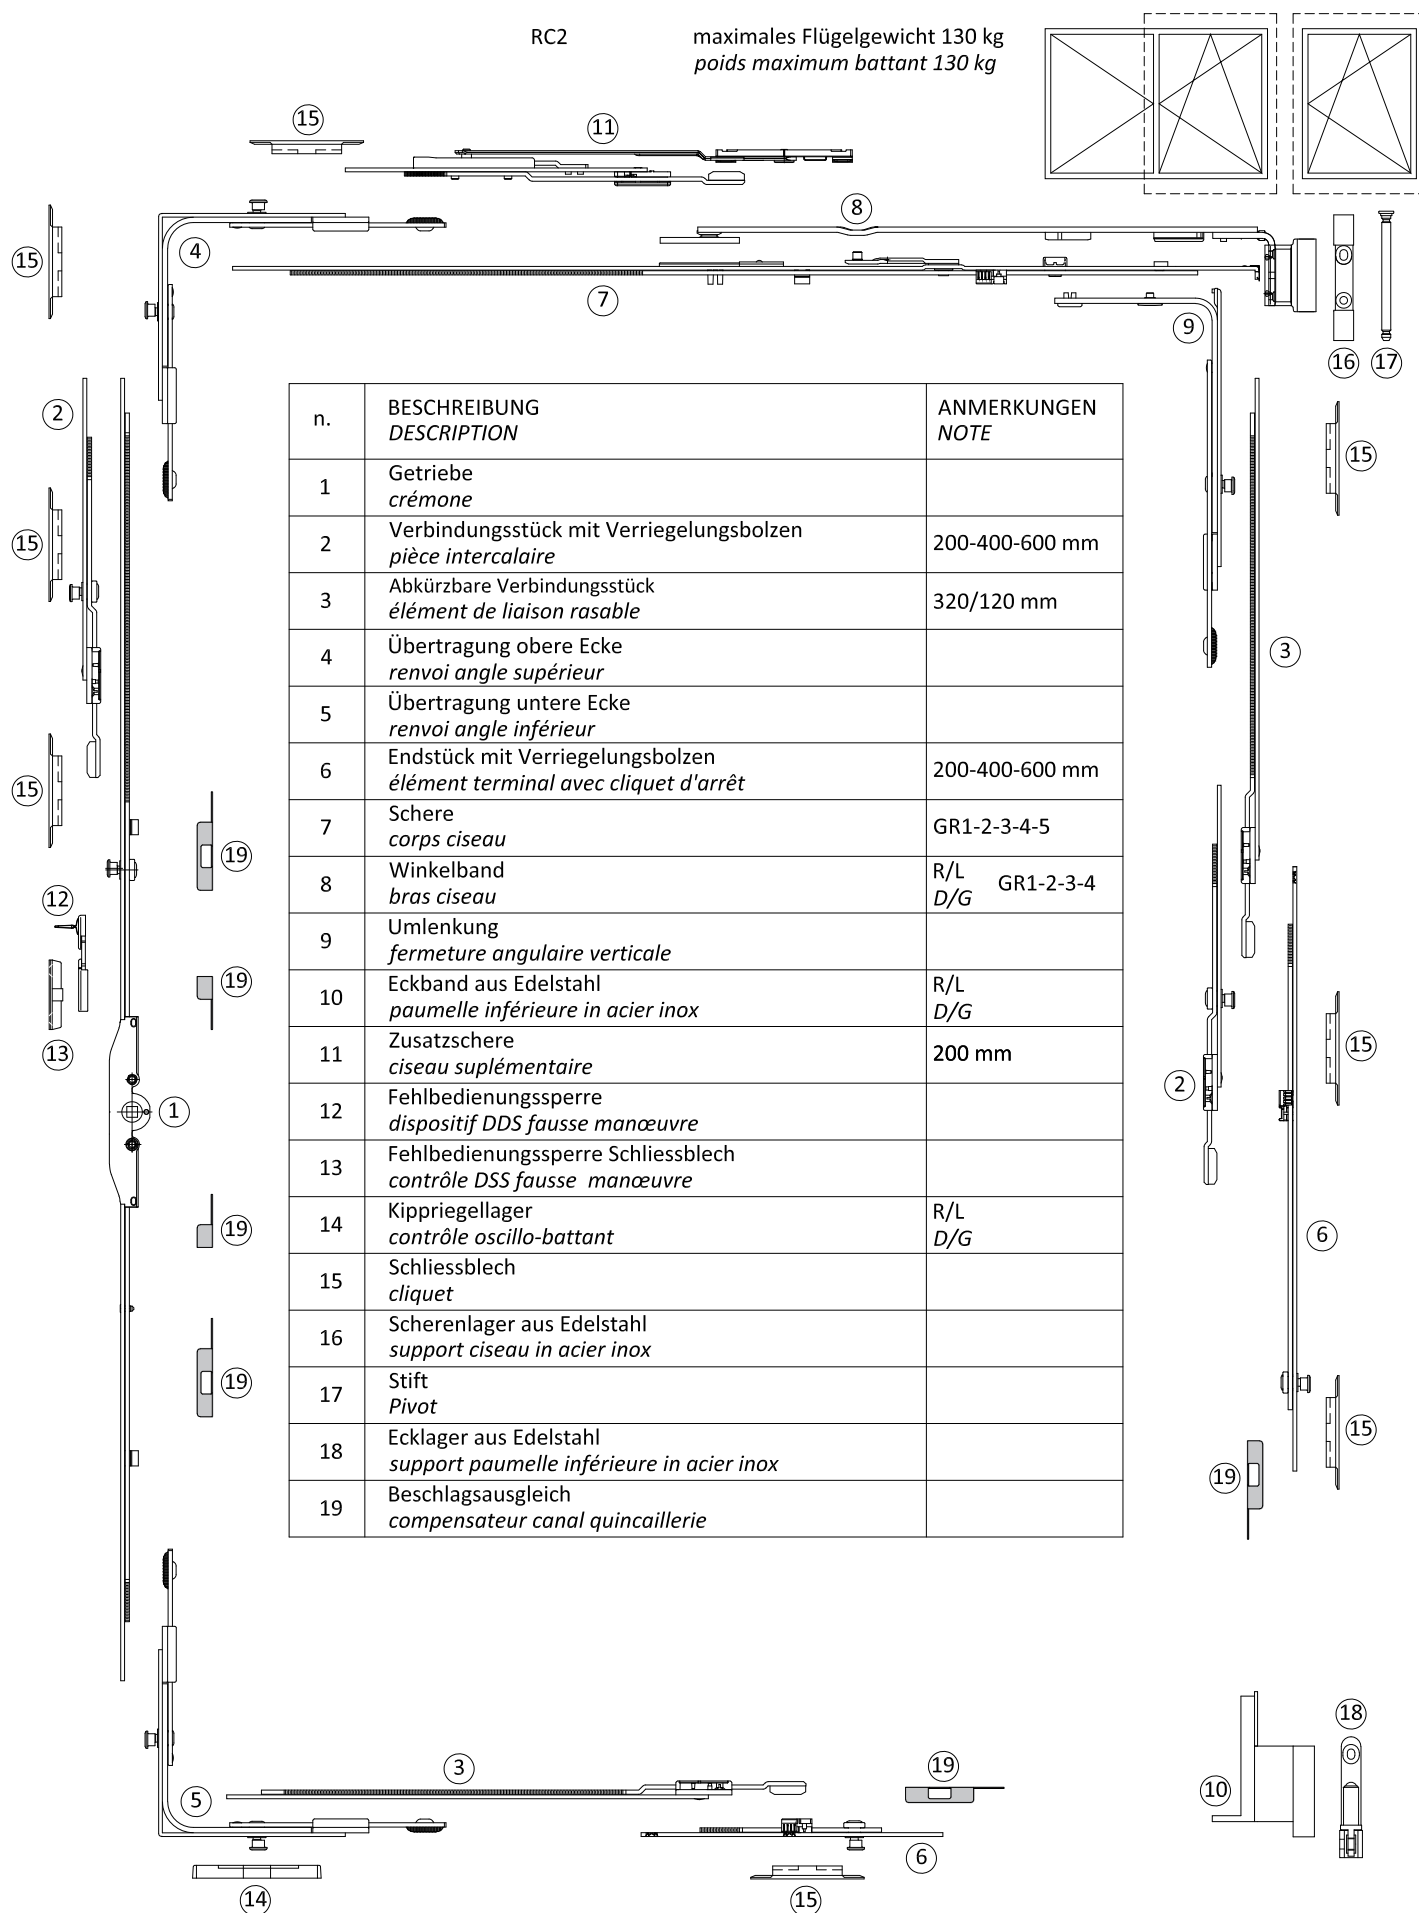 RC2
maximales Flügelgewicht 130 kg
poids maximum battant 130 kg
15
11
8
4
15
7
9
16
17
2
15
15
3
15
19
12
19
13
1
2
15
19
6
19
15
19
18
3
19
10
5
6
14
15
n.
BESCHREIBUNG
DESCRIPTION
ANMERKUNGEN
NOTE
1
Getriebe
crémone
2
Verbindungsstück mit Verriegelungsbolzen
pièce intercalaire
200-400-600 mm
3
Abkürzbare Verbindungsstück
élément de liaison rasable
320/120 mm
4
Übertragung obere Ecke
renvoi angle supérieur
5
Übertragung untere Ecke
renvoi angle inférieur
6
Endstück mit Verriegelungsbolzen
élément terminal avec cliquet d'arrêt
200-400-600 mm
7
Schere
corps ciseau
GR1-2-3-4-5
8
Winkelband
bras ciseau
R/L
D/G
GR1-2-3-4
9
Umlenkung
fermeture angulaire verticale
10
Eckband aus Edelstahl
paumelle inférieure in acier inox
R/L
D/G
11
Zusatzschere
ciseau suplémentaire
200 mm
12
Fehlbedienungssperre
dispositif DDS fausse manœuvre
13
Fehlbedienungssperre Schliessblech
contrôle DSS fausse manœuvre
14
Kippriegellager
contrôle oscillo-battant
R/L
D/G
15
Schliessblech
cliquet
16
Scherenlager aus Edelstahl
support ciseau in acier inox
17
Stift
Pivot
18
Ecklager aus Edelstahl
support paumelle inférieure in acier inox
19
Beschlagsausgleich
compensateur canal quincaillerie